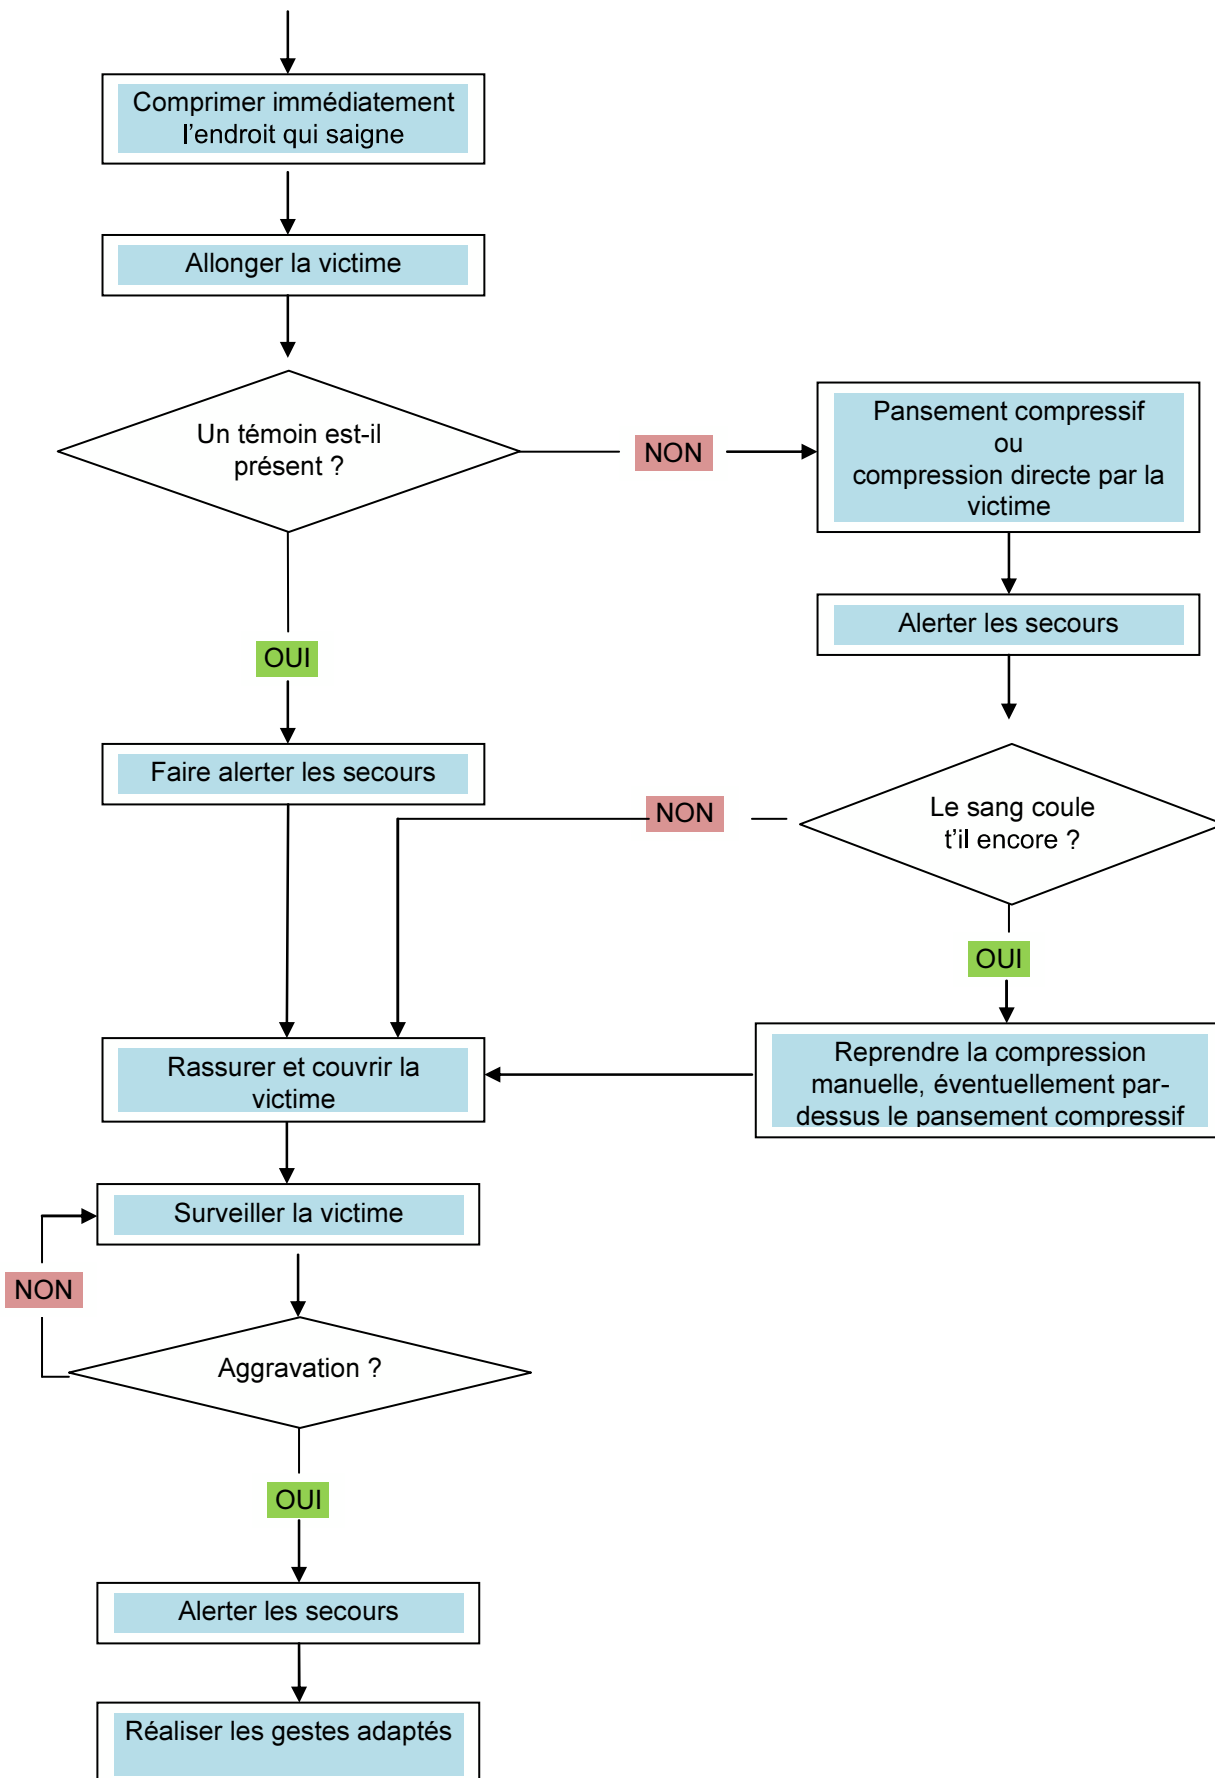 Comprimer immédiatement
l’endroit qui saigne
Allonger la victime
Un témoin est-il
présent ?
NON
Pansement compressif
ou
compression directe par la
victime
Alerter les secours
OUI
Faire alerter les secours
Le sang coule
t’il encore ?
NON
OUI
Reprendre la compression
manuelle, éventuellement par-
dessus le pansement compressif
Rassurer et couvrir la
victime
Surveiller la victime
NON
Aggravation ?
OUI
Alerter les secours
Réaliser les gestes adaptés